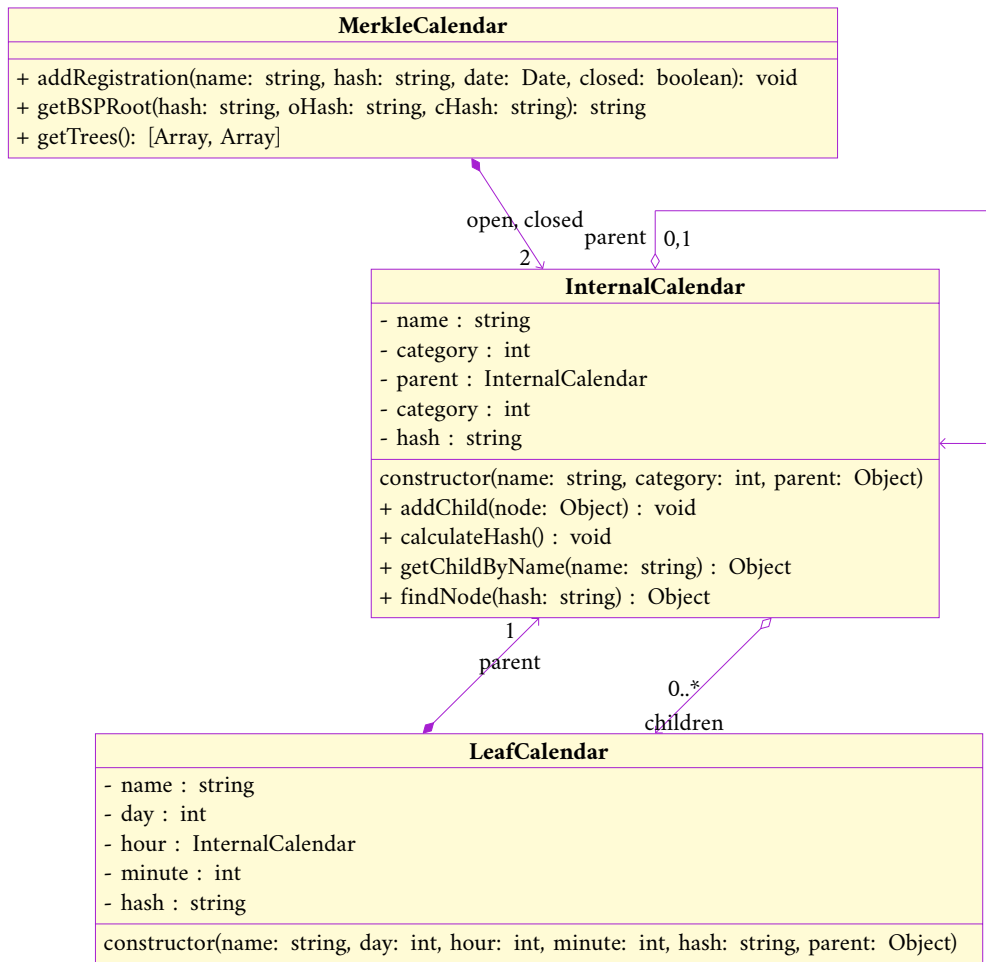 MerkleCalendar
+ addRegistration(name: string, hash: string, date: Date, closed: boolean): void
+ getBSPRoot(hash: string, oHash: string, cHash: string): string
+ getTrees(): [Array, Array]
open, closed
parent
0,1
2
InternalCalendar
- name : string
- category : int
- parent : InternalCalendar
- category : int
- hash : string
constructor(name: string, category: int, parent: Object)
+ addChild(node: Object) : void
+ calculateHash() : void
+ getChildByName(name: string) : Object
+ findNode(hash: string) : Object
1
parent
0..*
children
LeafCalendar
- name : string
- day : int
- hour : InternalCalendar
- minute : int
- hash : string
constructor(name: string, day: int, hour: int, minute: int, hash: string, parent: Object)